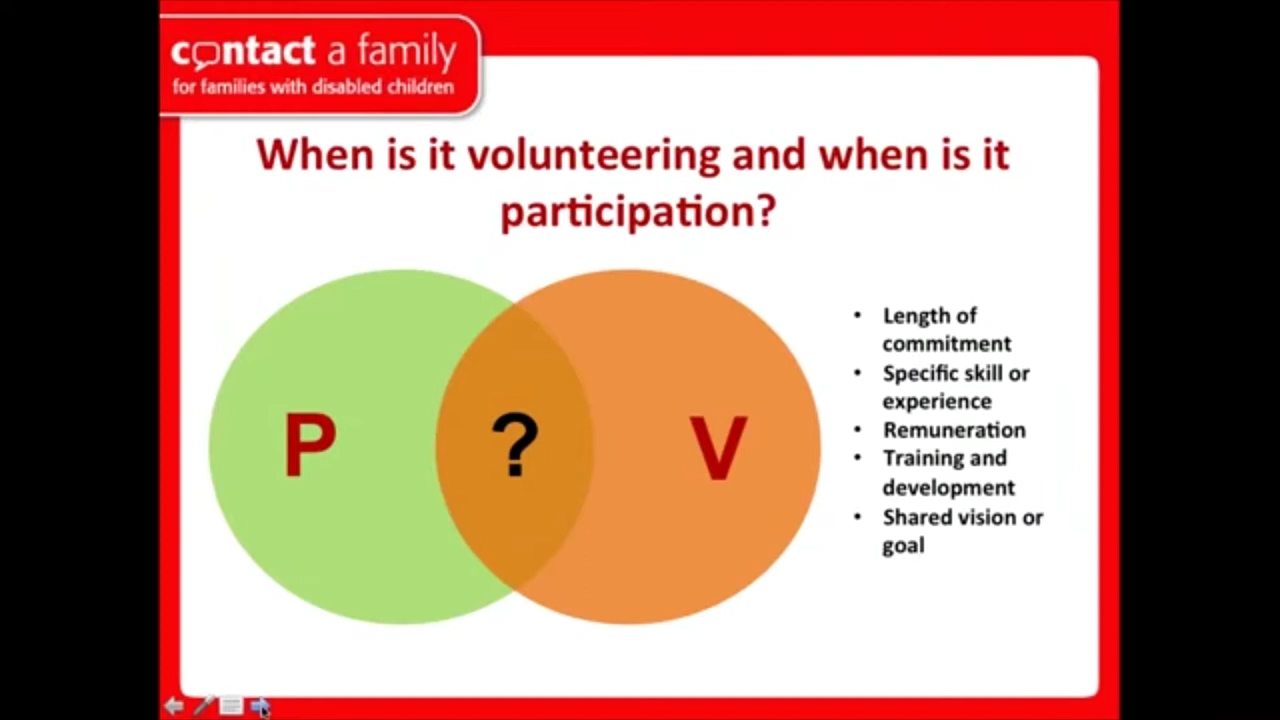 contact a family
for families with disabled children
When is it volunteering and when is it
participation?
P
?
V
• Length of
commitment
• Specific skill or
experience
• Remuneration
• Training and
development
• Shared vision or
goal